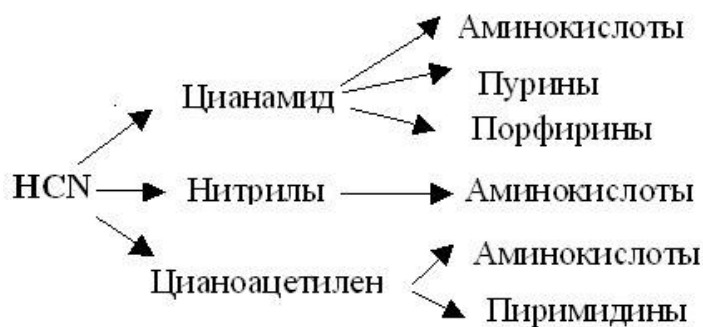 Аминокислоты
Цианамид
Пурины
Порфирины
HCN
Нитрилы
Аминокислоты
Цианоацетилен
Аминокислоты
Пиримидины